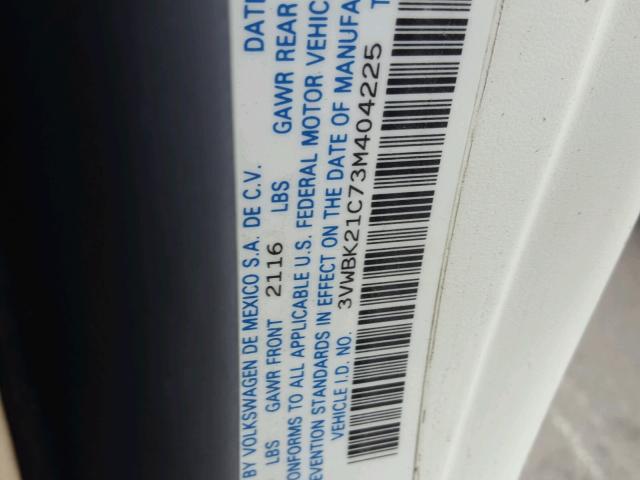 DATE
BY VOLKSWAGEN DE MEXICO S.A. DE C.V.
LBS GAWR FRONT 2116 LBS GAWR REAR
ONFORMS TO ALL APPLICABLE U.S. FEDERAL MOTOR VEHIC
EVENTION STANDARDS IN EFFECT ON THE DATE OF MANUFA
VEHICLE I.D. NO. 3VWBK21C73M404225 T